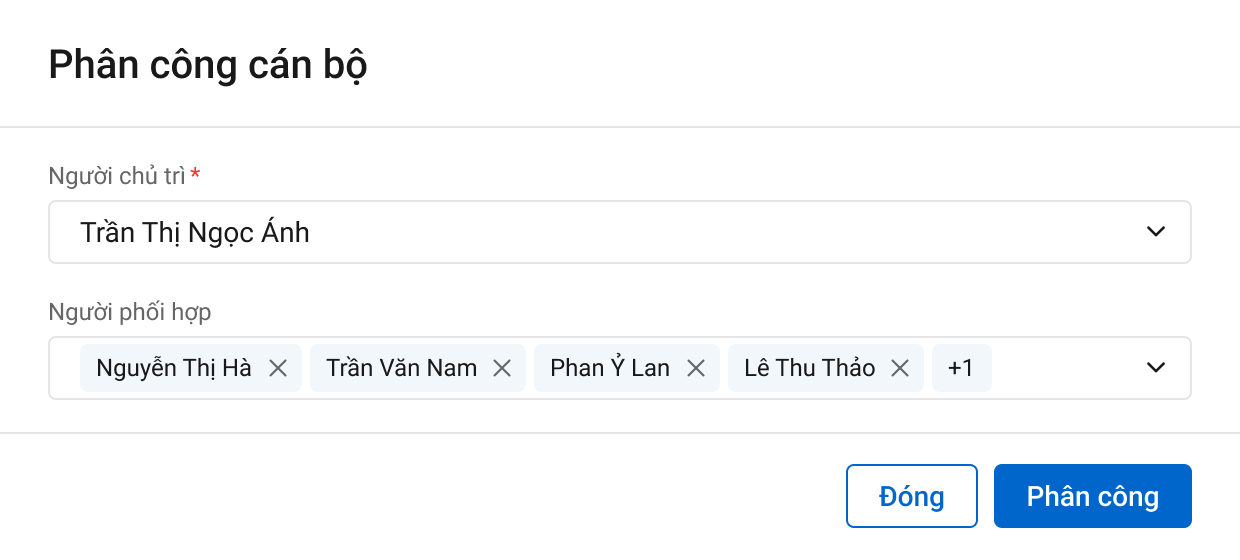 Phân công cán bộ
Người chủ trì *
Trần Thị Ngọc Ánh
Người phối hợp
Nguyễn Thị Hà Trần Văn Nam Phan Ỷ Lan Lê Thu Thảo +1
Đóng Phân công